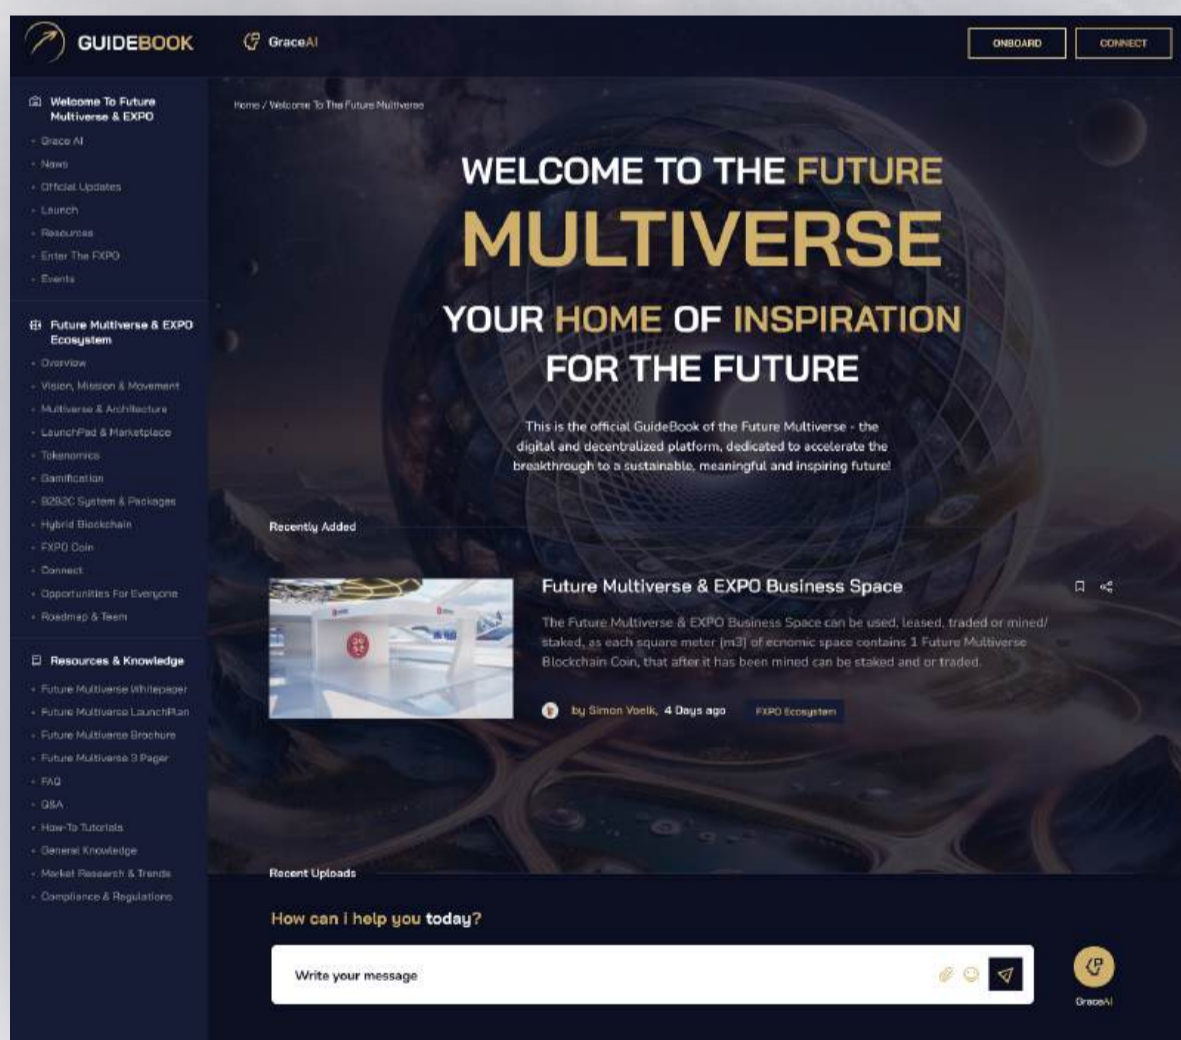 GUIDEBOOK
GraceAI
ONBOARD
CONNECT
Welcome To Future
Multiverse & EXPO
Grace AI
News
Official Updates
Launch
Resources
Enter The FXPO
Events
Future Multiverse & EXPO
Ecosystem
Overview
Vision, Mission & Movement
Multiverse & Architecture
LaunchPad & Marketplace
Tokenomics
Gamification
B2B2C System & Packages
Hybrid Blockchain
FXPO Coin
Connect
Opportunities For Everyone
Roadmap & Team
Resources & Knowledge
Future Multiverse Whitepaper
Future Multiverse LaunchPlan
Future Multiverse Brochure
Future Multiverse 3 Pager
FAQ
Q&A
How-To Tutorials
General Knowledge
Market Research & Trends
Compliance & Regulations
Home / Welcome To The Future Multiverse
WELCOME TO THE FUTURE
MULTIVERSE
YOUR HOME OF INSPIRATION
FOR THE FUTURE
This is the official GuideBook of the Future Multiverse - the
digital and decentralized platform, dedicated to accelerate the
breakthrough to a sustainable, meaningful and inspiring future!
Recently Added
Future Multiverse & EXPO Business Space
The Future Multiverse & EXPO Business Space can be used, leased, traded or mined/
staked, as each square meter (m3) of ecnomic space contains 1 Future Multiverse
Blockchain Coin, that after it has been mined can be staked and or traded.
by Simon Voelk, 4 Days ago
FXPO Ecosystem
Recent Uploads
How can i help you today?
Write your message
GraceAI